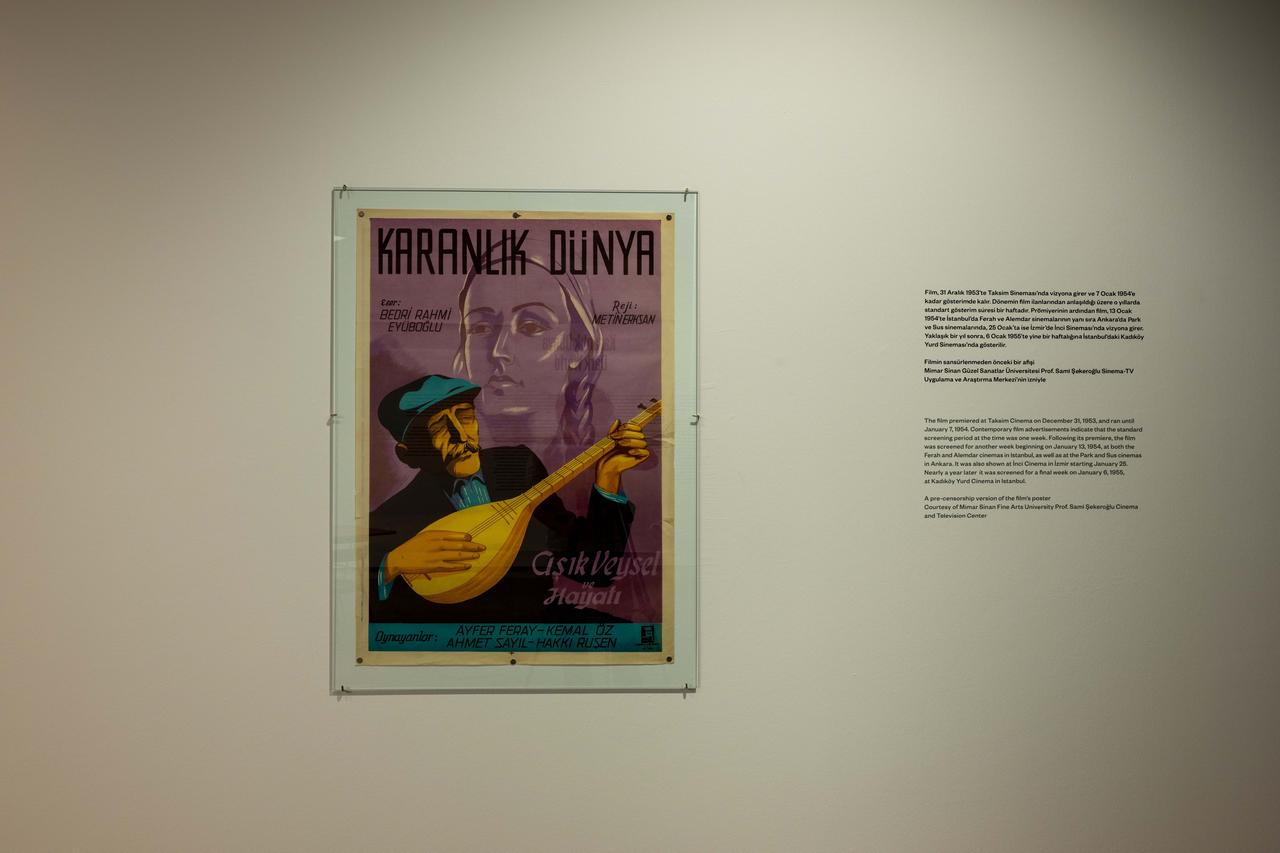 KARANLIK DÜNYA
Eser:
BEDRİ RAHMİ
EYÜBOĞLU
Reji:
METİN ERKSAN
Aşık Veysel
ve
Hayatı
Oynayanlar:
AYFER FERAY-KEMAL ÖZ
AHMET SAYIL-HAKKI RUŞEN
Film, 31 Aralık 1953'te Taksim Sineması'nda vizyona girer ve 7 Ocak 1954'e
kadar gösterimde kalır. Dönemin film ilanlarından anlaşıldığı üzere o yıllarda
standart gösterim süresi bir haftadır. Prömiyerinin ardından film, 13 Ocak
1954'te İstanbul'da Ferah ve Alemdar sinemalarının yanı sıra Ankara'da Park
ve Sus sinemalarında, 25 Ocak'ta ise İzmir'de İnci Sineması'nda vizyona girer.
Yaklaşık bir yıl sonra, 6 Ocak 1955'te yine bir haftalığına İstanbul'daki Kadıköy
Yurd Sineması'nda gösterilir.
Filmin sansürlenmeden önceki bir afişi
Mimar Sinan Güzel Sanatlar Üniversitesi Prof. Sami Şekeroğlu Sinema-TV
Uygulama ve Araştırma Merkezi'nin izniyle
The film premiered at Taksim Cinema on December 31, 1953, and ran until
January 7, 1954. Contemporary film advertisements indicate that the standard
screening period at the time was one week. Following its premiere, the film
was screened for another week beginning on January 13, 1954, at both the
Ferah and Alemdar cinemas in Istanbul, as well as at the Park and Sus cinemas
in Ankara. It was also shown at İnci Cinema in İzmir starting January 25.
Nearly a year later it was screened for a final week on January 6, 1955,
at Kadıköy Yurd Cinema in Istanbul.
A pre-censorship version of the film's poster
Courtesy of Mimar Sinan Fine Arts University Prof. Sami Şekeroğlu Cinema
and Television Center